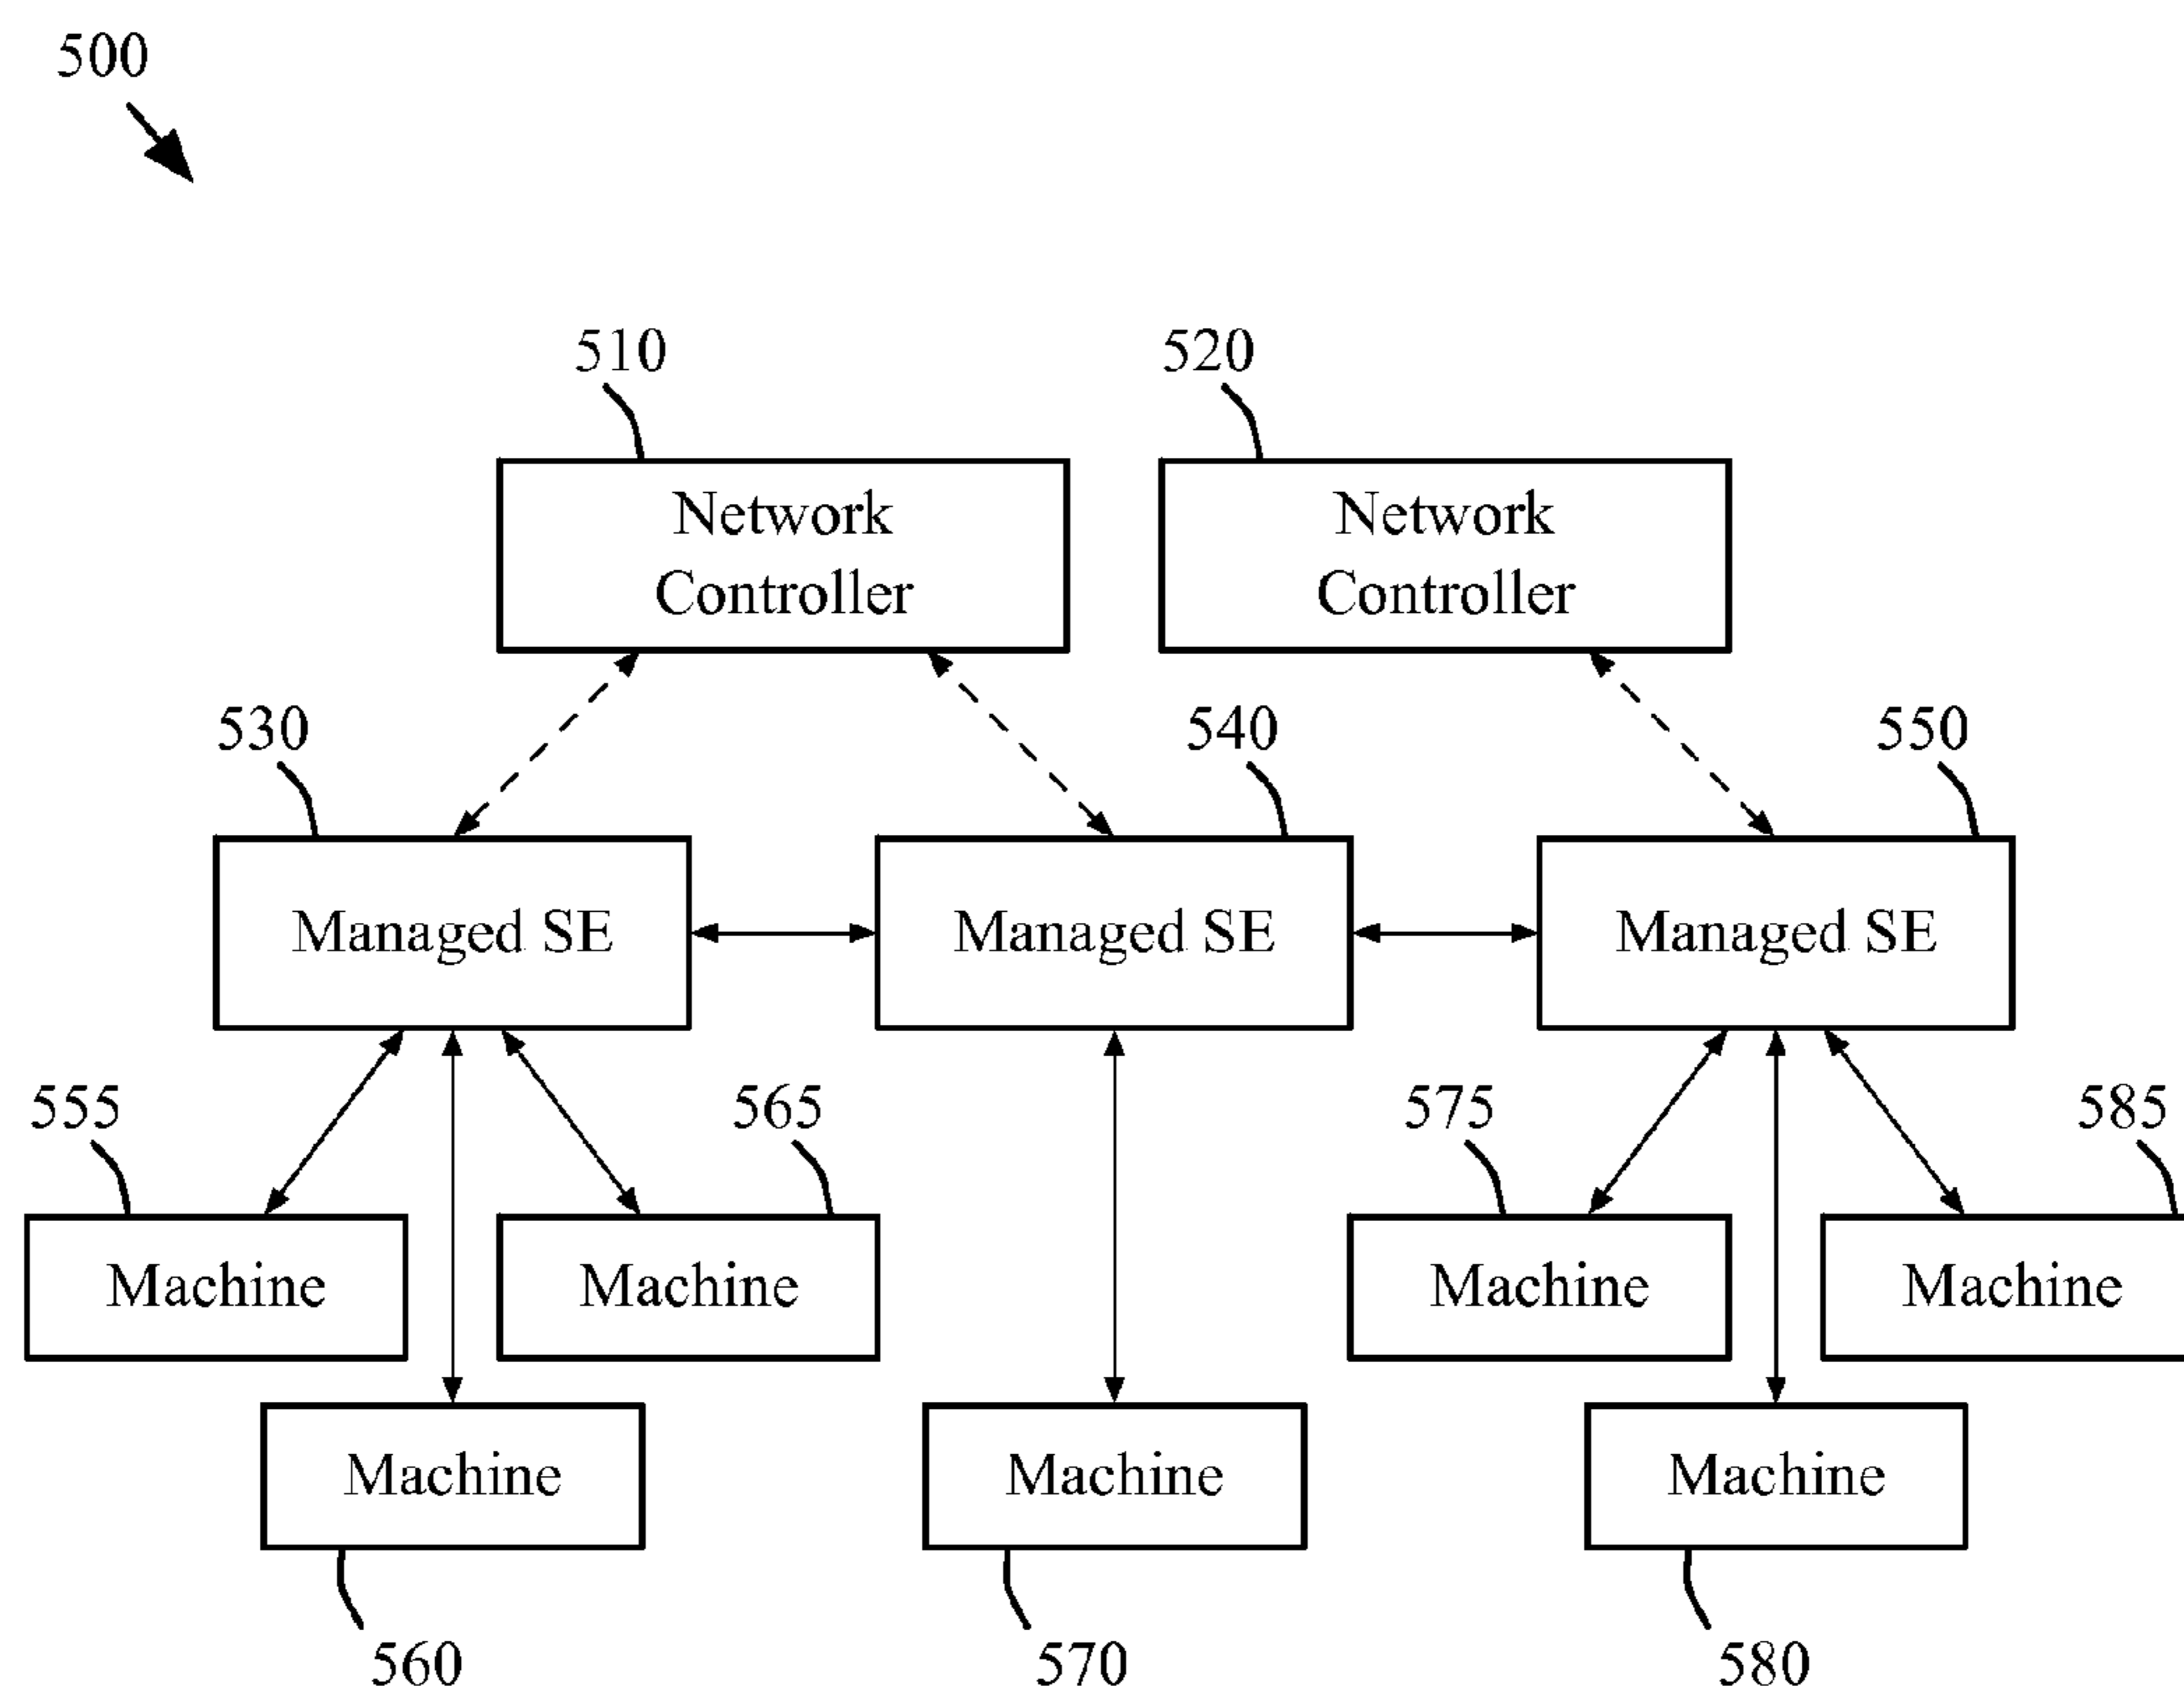 500
510
520
Network
Controller
Network
Controller
530
540
550
Managed SE
Managed SE
Managed SE
555
565
575
585
Machine
Machine
Machine
Machine
Machine
Machine
Machine
560
570
580